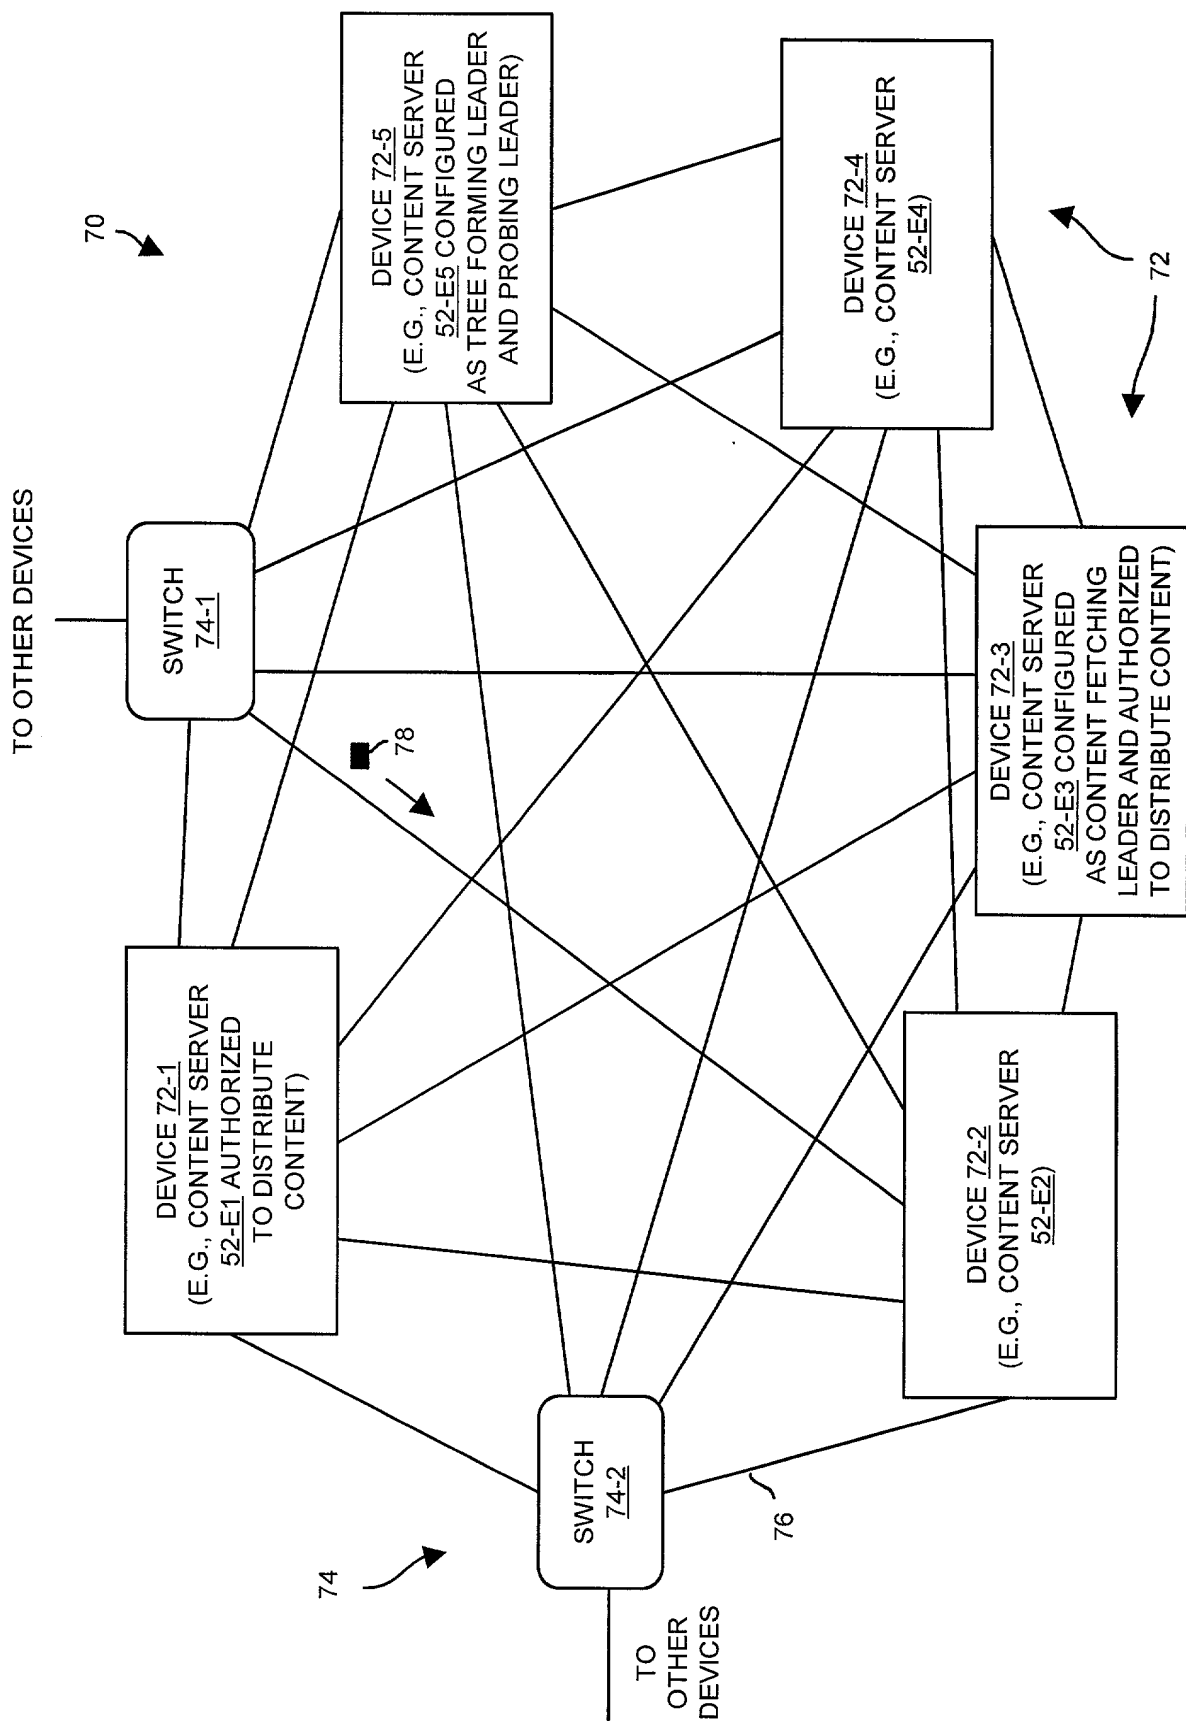 TO OTHER DEVICES
70
SWITCH
74-1
DEVICE 72-5
(E.G., CONTENT SERVER
52-E5 CONFIGURED
AS TREE FORMING LEADER
AND PROBING LEADER)
DEVICE 72-1
(E.G., CONTENT SERVER
52-E1 AUTHORIZED
TO DISTRIBUTE
CONTENT)
78
DEVICE 72-4
(E.G., CONTENT SERVER
52-E4)
72
74
SWITCH
74-2
TO
OTHER
DEVICES
76
DEVICE 72-2
(E.G., CONTENT SERVER
52-E2)
DEVICE 72-3
(E.G., CONTENT SERVER
52-E3 CONFIGURED
AS CONTENT FETCHING
LEADER AND AUTHORIZED
TO DISTRIBUTE CONTENT)